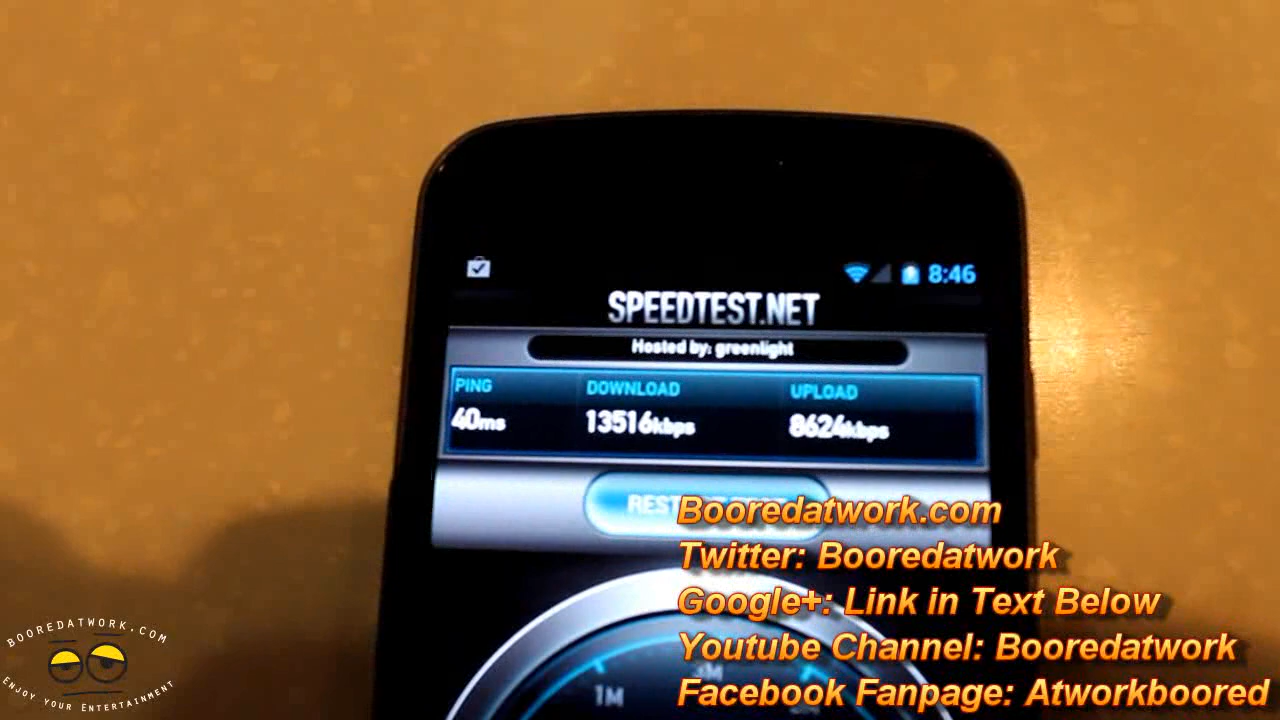 8:46
SPEEDTEST.NET
Hosted by: greenlight
PING DOWNLOAD UPLOAD
40ms 13516kbps 8624kbps
Booredatwork.com
Twitter: Booredatwork
Google+: Link in Text Below
Youtube Channel: Booredatwork
Facebook Fanpage: Atworkboored
1M
BOOREDATWORK.COM
ENJOY YOUR ENTERTAINMENT